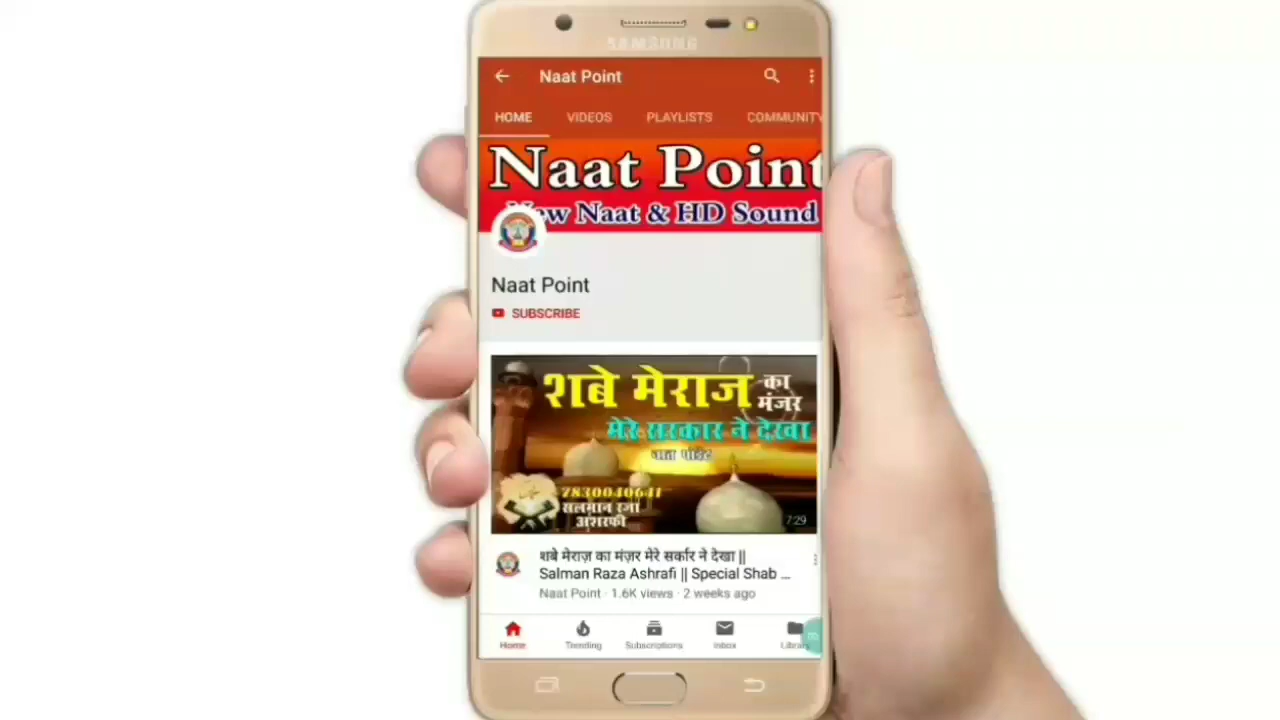 SAMSUNG
Naat Point
HOME VIDEOS PLAYLISTS COMMUNITY
Naat Point
New Naat & HD Sound
Naat Point
SUBSCRIBE
शबे मेराज का
मंजर
मेरे सरकार ने देखा
नात पॉइंट
7830040641
सलमान रजा
अशरफी
7:29
शबे मेराज़ का मंज़र मेरे सर्कार ने देखा ||
Salman Raza Ashrafi || Special Shab ...
Naat Point · 1.6K views · 2 weeks ago
Home Trending Subscriptions Inbox Library